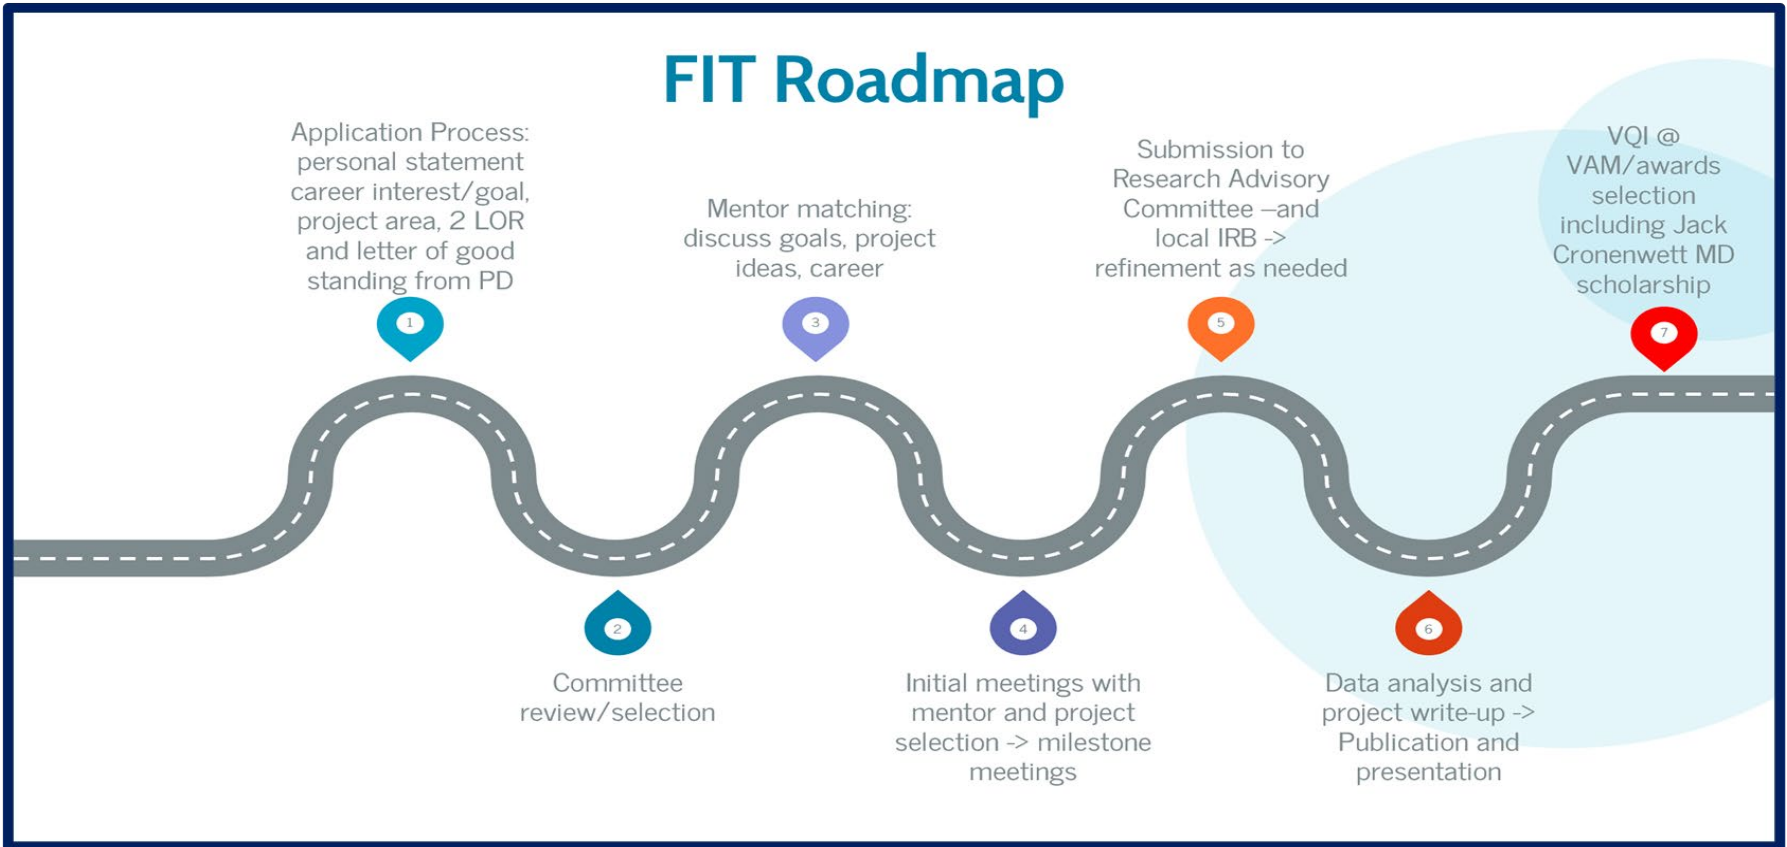 FIT Roadmap
Application Process:
personal statement
career interest/goal,
project area, 2 LOR
and letter of good
standing from PD
1
Committee
review/selection
2
Mentor matching:
discuss goals, project
ideas, career
3
Initial meetings with
mentor and project
selection -> milestone
meetings
4
Submission to
Research Advisory
Committee –and
local IRB ->
refinement as needed
5
Data analysis and
project write-up ->
Publication and
presentation
6
VQI @
VAM/awards
selection
including Jack
Cronenwett MD
scholarship
7